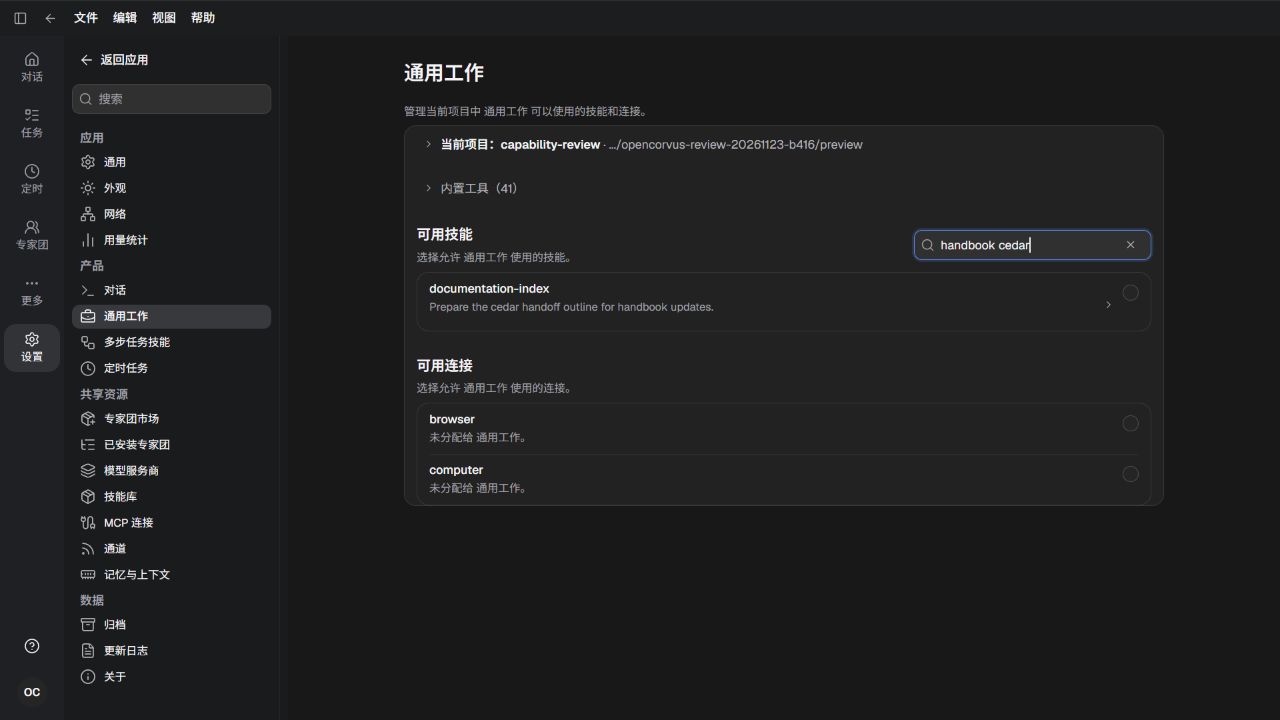 文件 编辑 视图 帮助
对话
任务
定时
专家团
更多
设置
OC
返回应用
搜索
应用
通用
外观
网络
用量统计
产品
对话
通用工作
多步任务技能
定时任务
共享资源
专家团市场
已安装专家团
模型服务商
技能库
MCP 连接
通道
记忆与上下文
数据
归档
更新日志
关于
通用工作
管理当前项目中 通用工作 可以使用的技能和连接。
当前项目：capability-review · .../opencorvus-review-20261123-b416/preview
内置工具（41）
可用技能
选择允许 通用工作 使用的技能。
handbook cedar
documentation-index
Prepare the cedar handoff outline for handbook updates.
可用连接
选择允许 通用工作 使用的连接。
browser
未分配给 通用工作。
computer
未分配给 通用工作。